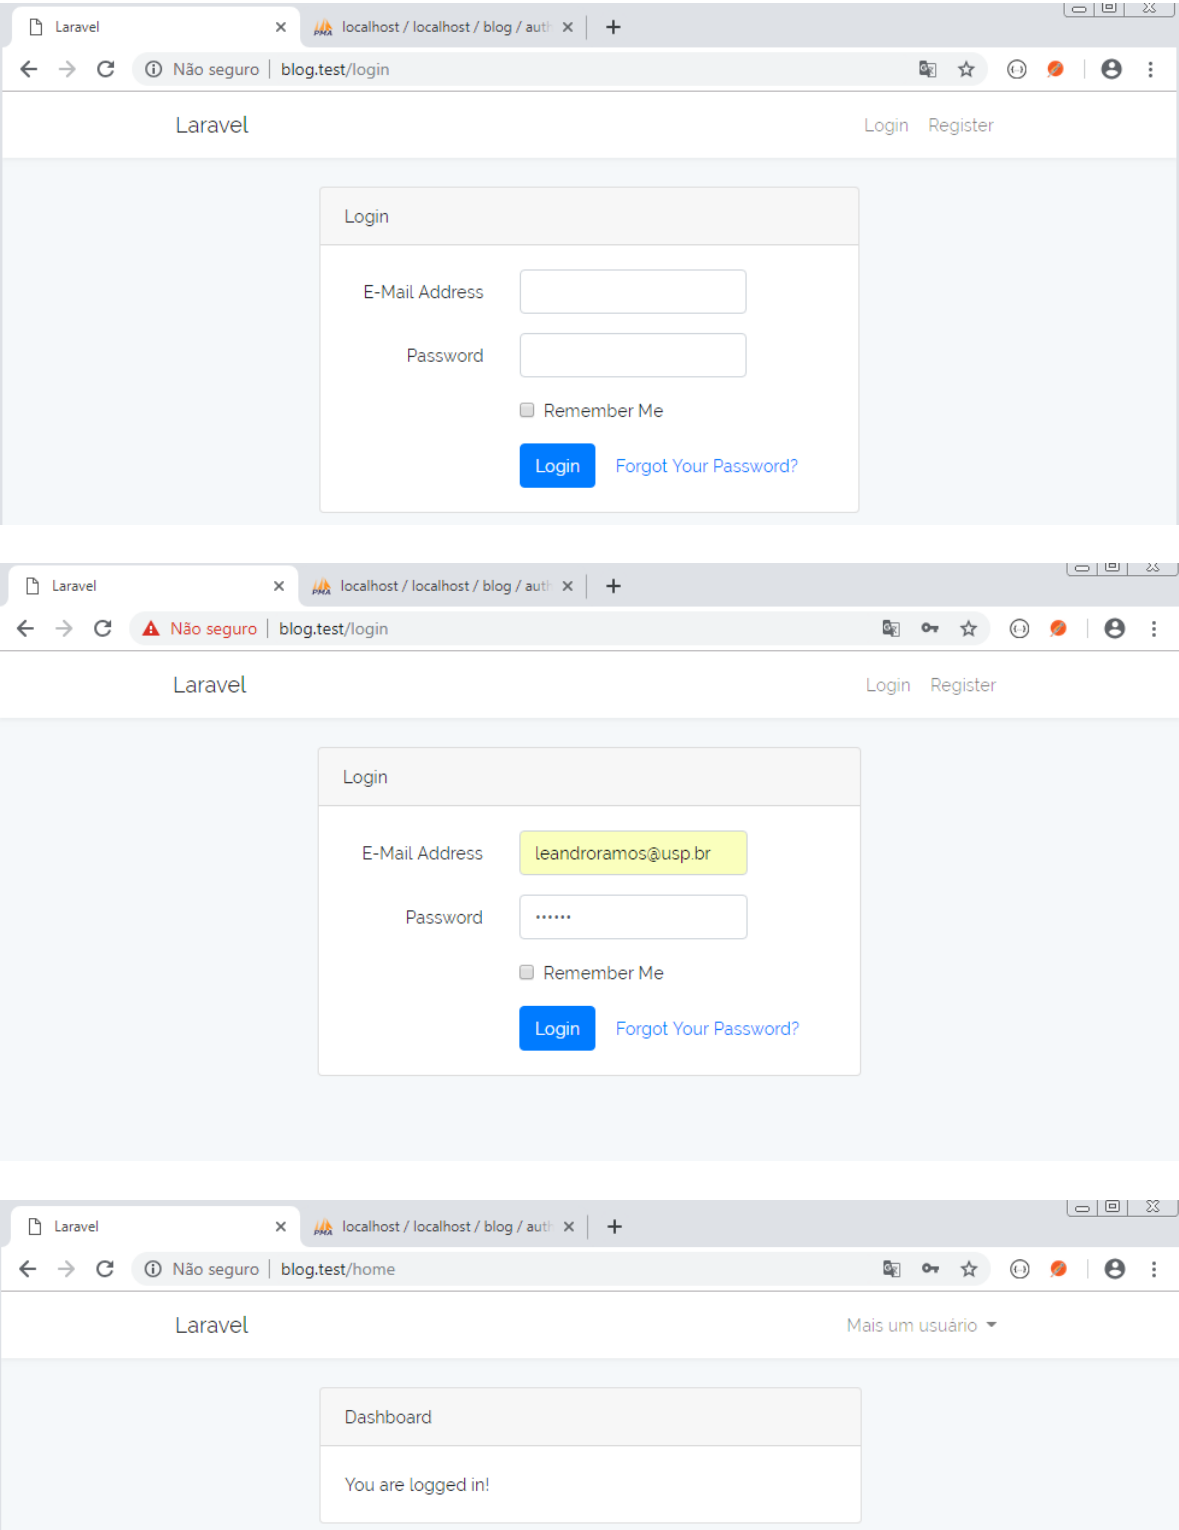 Laravel
localhost / localhost / blog / auth
Não seguro | blog.test/login
Laravel
Login Register
Login
E-Mail Address
Password
Remember Me
Login Forgot Your Password?
Laravel
localhost / localhost / blog / auth
Não seguro | blog.test/login
Laravel
Login Register
Login
E-Mail Address leandroramos@usp.br
Password ••••••
Remember Me
Login Forgot Your Password?
Laravel
localhost / localhost / blog / auth
Não seguro | blog.test/home
Laravel
Mais um usuário
Dashboard
You are logged in!